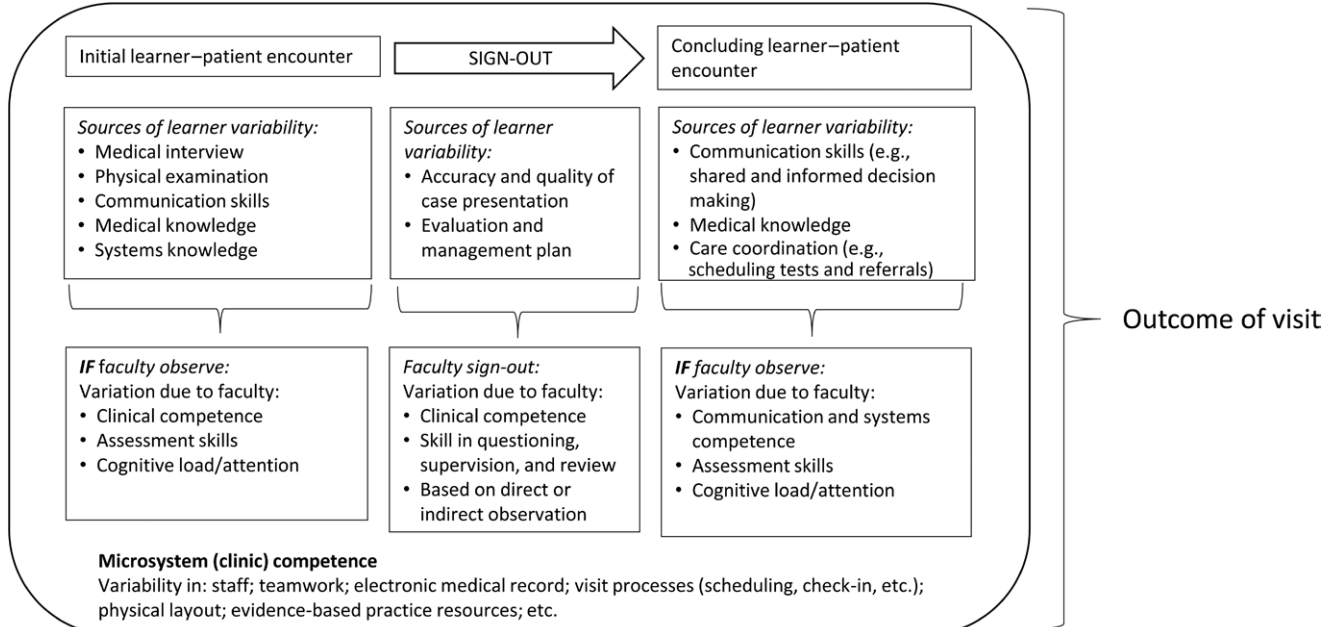 Initial learner–patient encounter
SIGN-OUT
Concluding learner–patient
encounter
Sources of learner variability:
• Medical interview
• Physical examination
• Communication skills
• Medical knowledge
• Systems knowledge
Sources of learner
variability:
• Accuracy and quality of
case presentation
• Evaluation and
management plan
Sources of learner variability:
• Communication skills (e.g.,
shared and informed decision
making)
• Medical knowledge
• Care coordination (e.g.,
scheduling tests and referrals)
IF faculty observe:
Variation due to faculty:
• Clinical competence
• Assessment skills
• Cognitive load/attention
Faculty sign-out:
Variation due to faculty:
• Clinical competence
• Skill in questioning,
supervision, and review
• Based on direct or
indirect observation
IF faculty observe:
Variation due to faculty:
• Communication and systems
competence
• Assessment skills
• Cognitive load/attention
Microsystem (clinic) competence
Variability in: staff; teamwork; electronic medical record; visit processes (scheduling, check-in, etc.);
physical layout; evidence-based practice resources; etc.
Outcome of visit